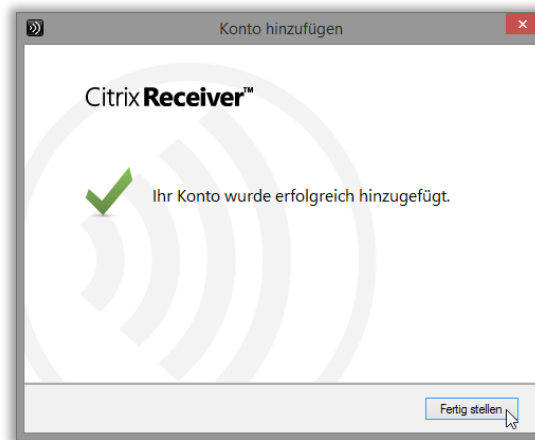 Konto hinzufügen
Citrix Receiver™
Ihr Konto wurde erfolgreich hinzugefügt.
Fertig stellen